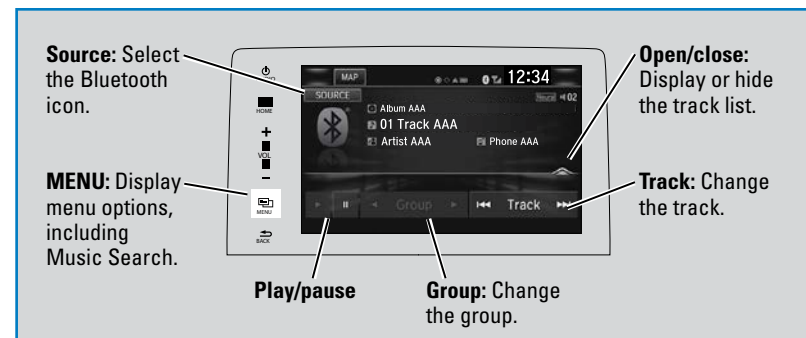 Source: Select
the Bluetooth
icon.
MENU: Display
menu options,
including
Music Search.
Play/pause
Group: Change
the group.
Open/close:
Display or hide
the track list.
Track: Change
the track.
HOME
VOL
MENU
BACK
MAP
12:34
SOURCE
02
Album AAA
01 Track AAA
Artist AAA
Phone AAA
Group
Track